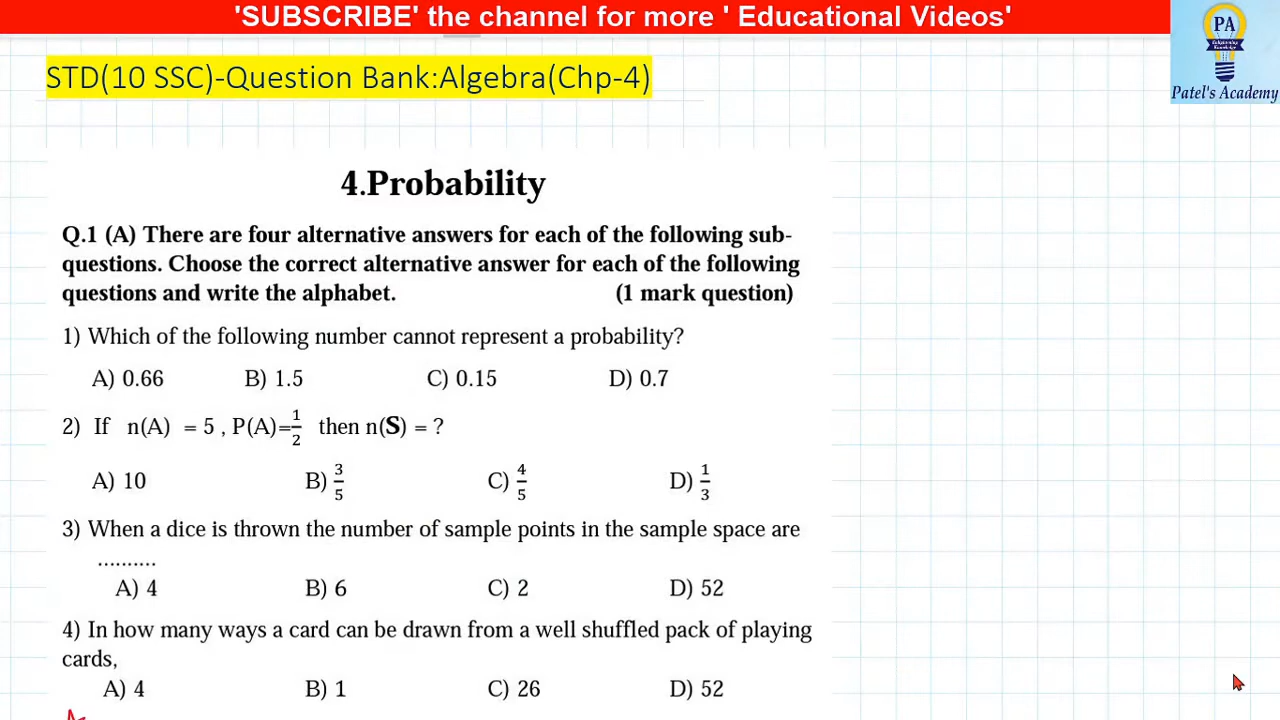 'SUBSCRIBE' the channel for more ' Educational Videos'
PA
Patel's Academy
STD(10 SSC)-Question Bank:Algebra(Chp-4)
4.Probability
Q.1 (A) There are four alternative answers for each of the following sub-
questions. Choose the correct alternative answer for each of the following
questions and write the alphabet. (1 mark question)
1) Which of the following number cannot represent a probability?
A) 0.66 B) 1.5 C) 0.15 D) 0.7
2) If n(A) = 5 , P(A)=1/2 then n(S) = ?
A) 10 B) 3/5 C) 4/5 D) 1/3
3) When a dice is thrown the number of sample points in the sample space are
..........
A) 4 B) 6 C) 2 D) 52
4) In how many ways a card can be drawn from a well shuffled pack of playing
cards,
A) 4 B) 1 C) 26 D) 52